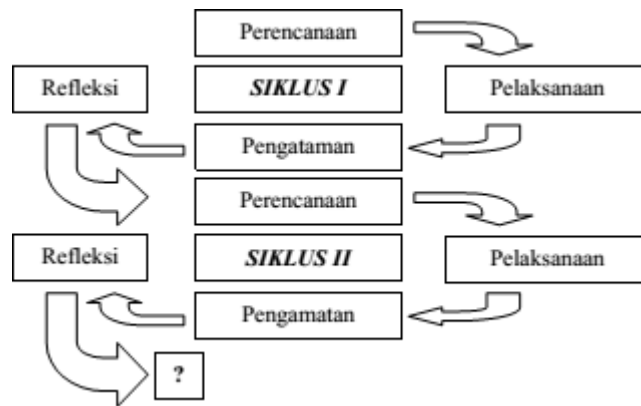 Perencanaan
Refleksi
SIKLUS I
Pelaksanaan
Pengataman
Perencanaan
Refleksi
SIKLUS II
Pelaksanaan
Pengamatan
?